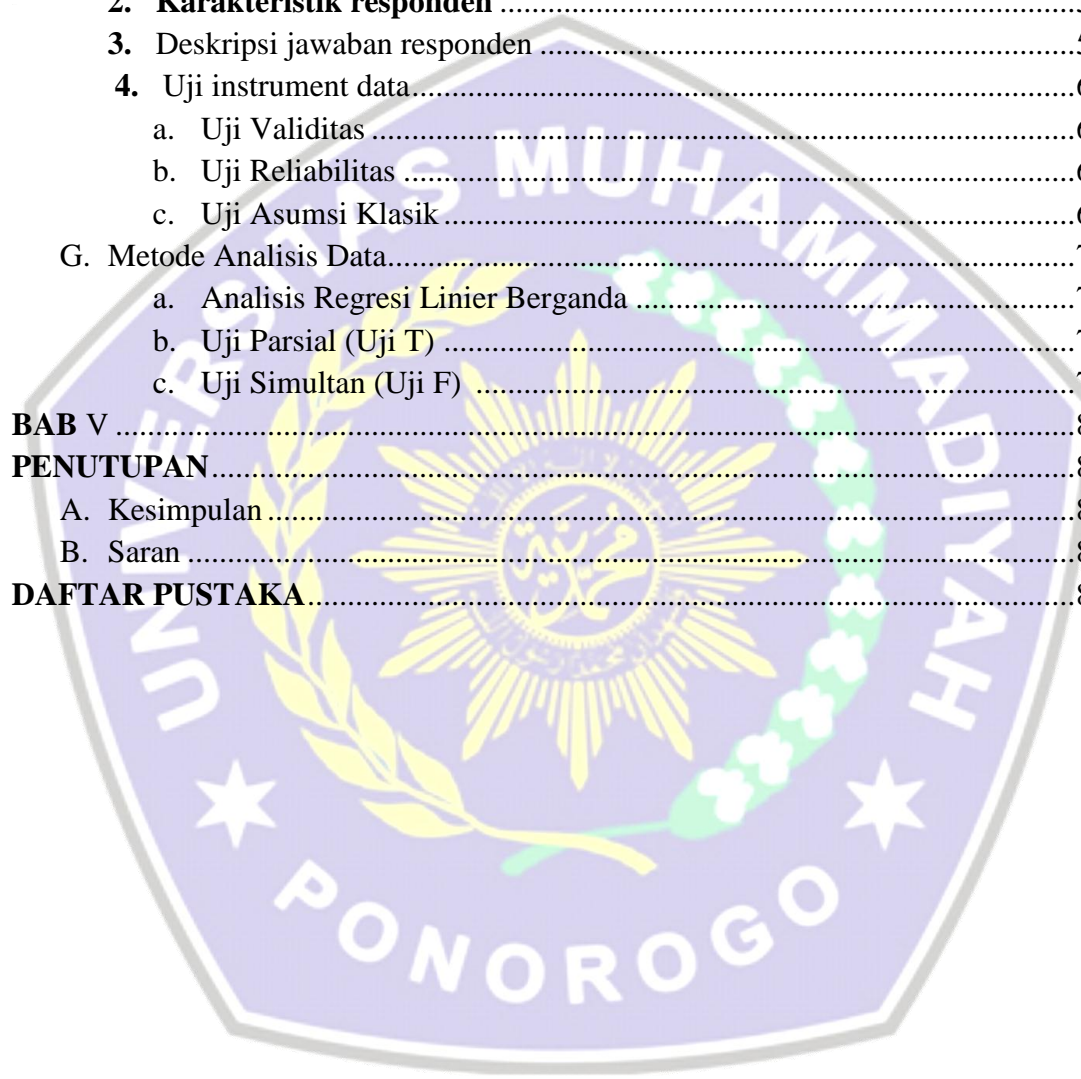 2. Karakteristik responden
3. Deskripsi jawaban responden
4. Uji instrument data
a. Uji Validitas
b. Uji Reliabilitas
c. Uji Asumsi Klasik
G. Metode Analisis Data
a. Analisis Regresi Linier Berganda
b. Uji Parsial (Uji T)
c. Uji Simultan (Uji F)
BAB V
PENUTUPAN
A. Kesimpulan
B. Saran
DAFTAR PUSTAKA
UNIVERSITAS MUHAMMADIYAH
PONOROGO